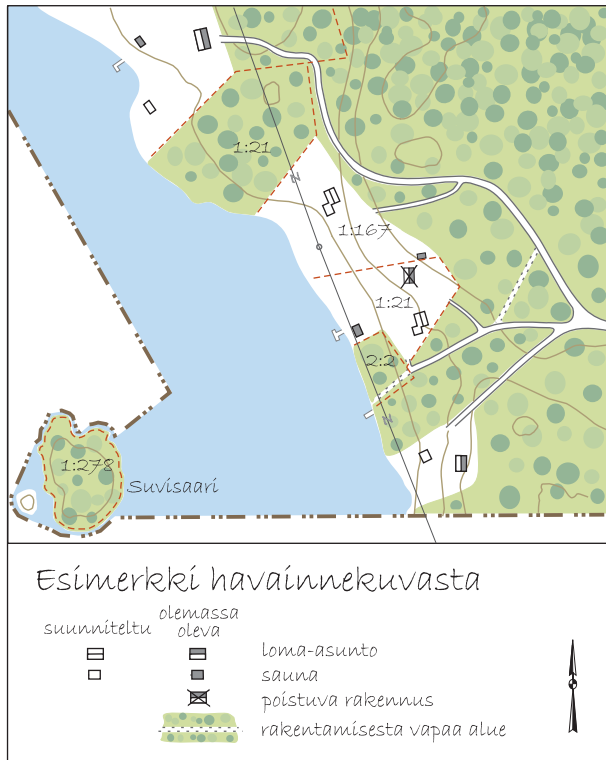 1:21
1:167
1:21
2:2
1:278
Suvisaari
Esimerkki havainnekuvasta
suunniteltu
olemassa
oleva
loma-asunto
sauna
poistuva rakennus
rakentamisesta vapaa alue